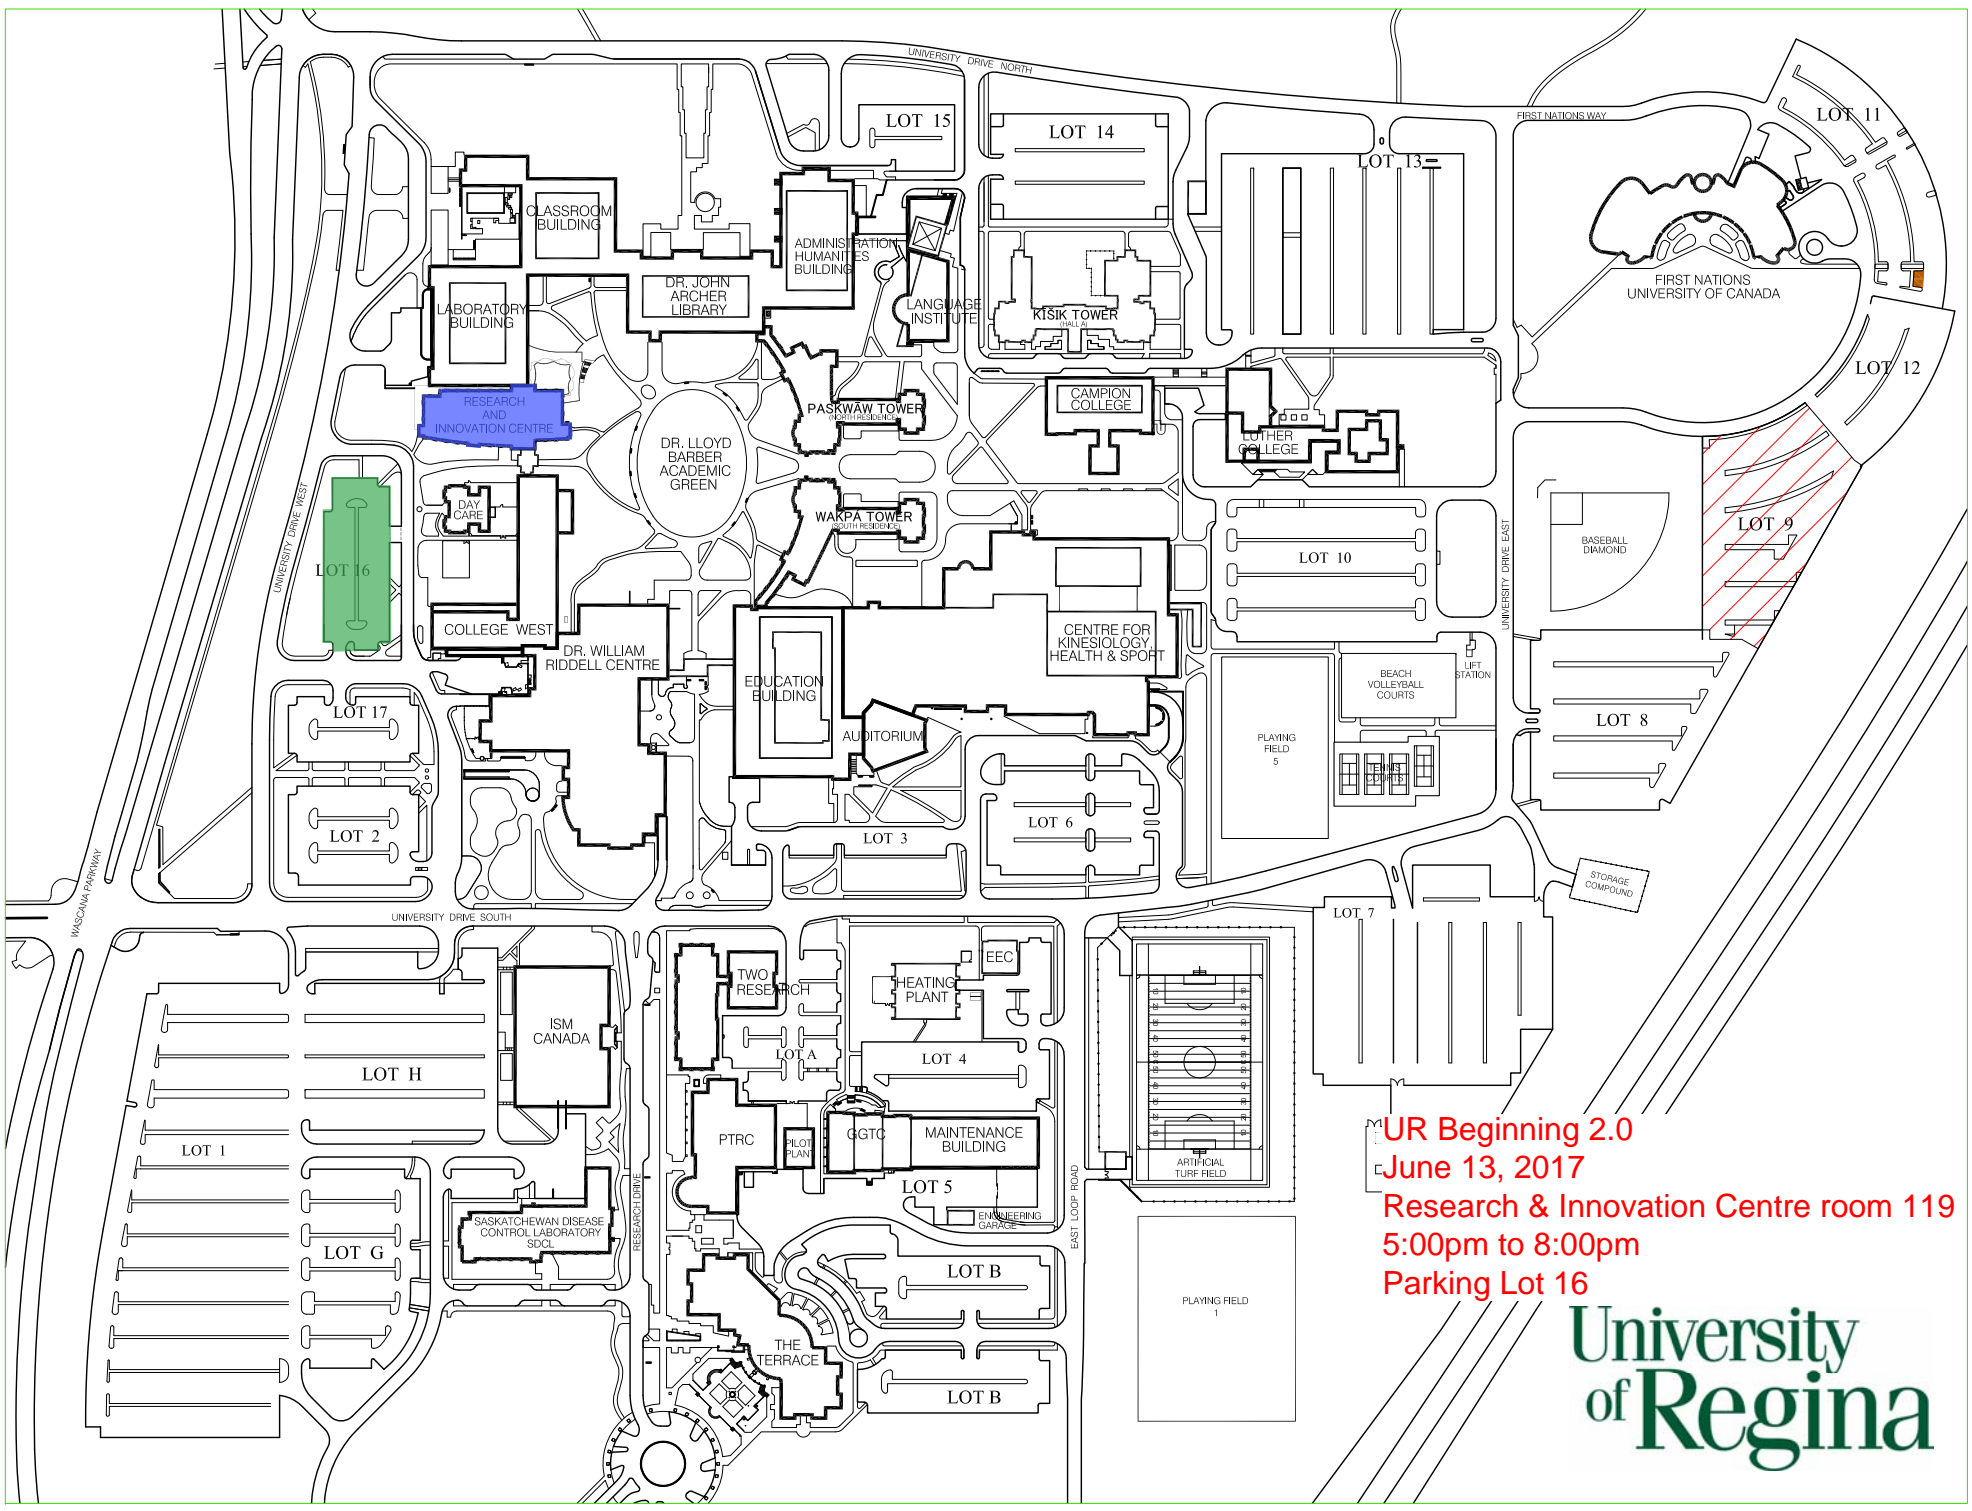 UNIVERSITY DRIVE NORTH
FIRST NATIONS WAY
LOT 11
LOT 15
LOT 14
LOT 13
CLASSROOM
BUILDING
ADMINISTRATION
HUMANITIES
BUILDING
DR. JOHN
ARCHER
LIBRARY
LABORATORY
BUILDING
LANGUAGE
INSTITUTE
KĪŠIK TOWER
(HALL A)
FIRST NATIONS
UNIVERSITY OF CANADA
LOT 12
RESEARCH
AND
INNOVATION CENTRE
PASKWĀW TOWER
(NORTH RESIDENCE)
CAMPION
COLLEGE
LUTHER
COLLEGE
DR. LLOYD
BARBER
ACADEMIC
GREEN
DAY
CARE
WAKPÁ TOWER
(SOUTH RESIDENCE)
UNIVERSITY DRIVE WEST
LOT 16
LOT 10
UNIVERSITY DRIVE EAST
BASEBALL
DIAMOND
LOT 9
COLLEGE WEST
DR. WILLIAM
RIDDELL CENTRE
CENTRE FOR
KINESIOLOGY,
HEALTH & SPORT
EDUCATION
BUILDING
AUDITORIUM
BEACH
VOLLEYBALL
COURTS
LIFT
STATION
LOT 17
LOT 8
PLAYING
FIELD
5
TENNIS
COURTS
LOT 2
LOT 3
LOT 6
STORAGE
COMPOUND
WASCANA PARKWAY
UNIVERSITY DRIVE SOUTH
LOT 7
TWO
RESEARCH
HEATING
PLANT
EEC
ISM
CANADA
LOT A
LOT 4
LOT H
LOT 1
PTRC
PILOT
PLANT
GGTC
MAINTENANCE
BUILDING
ARTIFICIAL
TURF FIELD
LOT 5
ENGINEERING
GARAGE
EAST LOOP ROAD
RESEARCH DRIVE
SASKATCHEWAN DISEASE
CONTROL LABORATORY
SDCL
LOT G
LOT B
THE
TERRACE
LOT B
PLAYING FIELD
1
UR Beginning 2.0
June 13, 2017
Research & Innovation Centre room 119
5:00pm to 8:00pm
Parking Lot 16
University
of Regina